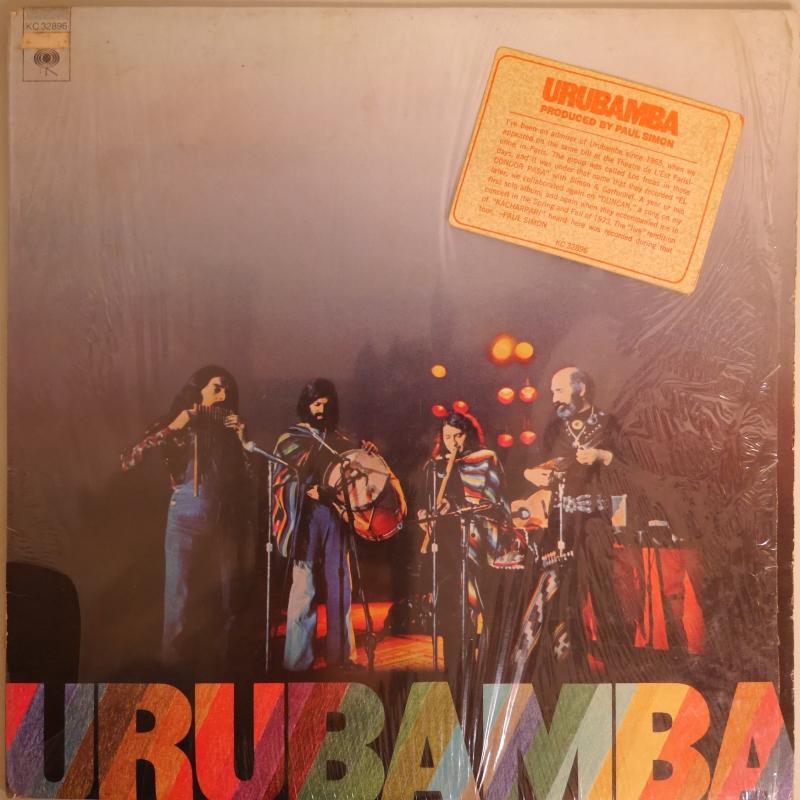 KC 32896
URUBAMBA
PRODUCED BY PAUL SIMON
I've been an admirer of Urubamba since 1965, when we
appeared on the same bill at the Theatre de L'Est Parisi-
enne in Paris. The group was called Los Incas in those
days, and it was under that name that they recorded "EL
CONDOR PASA" with Simon & Garfunkel. A year or two
later, we collaborated again on "DUNCAN," a song on my
first solo album, and again when they accompanied me in
concert in the Spring and Fall of 1973. The "live" rendition
of "KACHARPARI" heard here was recorded during that
tour. –PAUL SIMON
KC 32896
URUBAMBA